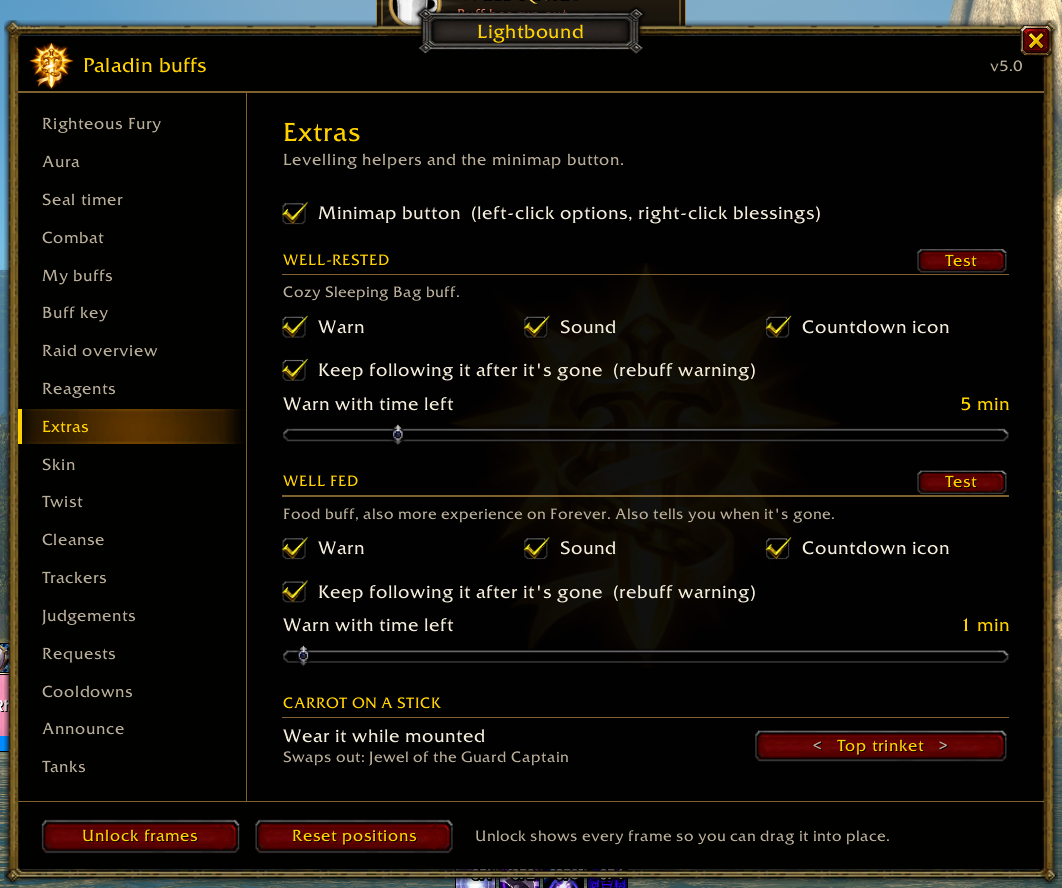 Lightbound
Paladin buffs
v5.0
Righteous Fury
Aura
Seal timer
Combat
My buffs
Buff key
Raid overview
Reagents
Extras
Skin
Twist
Cleanse
Trackers
Judgements
Requests
Cooldowns
Announce
Tanks
Extras
Levelling helpers and the minimap button.
Minimap button (left-click options, right-click blessings)
WELL-RESTED
Test
Cozy Sleeping Bag buff.
Warn
Sound
Countdown icon
Keep following it after it's gone (rebuff warning)
Warn with time left
5 min
WELL FED
Test
Food buff, also more experience on Forever. Also tells you when it's gone.
Warn
Sound
Countdown icon
Keep following it after it's gone (rebuff warning)
Warn with time left
1 min
CARROT ON A STICK
Wear it while mounted
Swaps out: Jewel of the Guard Captain
< Top trinket >
Unlock frames
Reset positions
Unlock shows every frame so you can drag it into place.